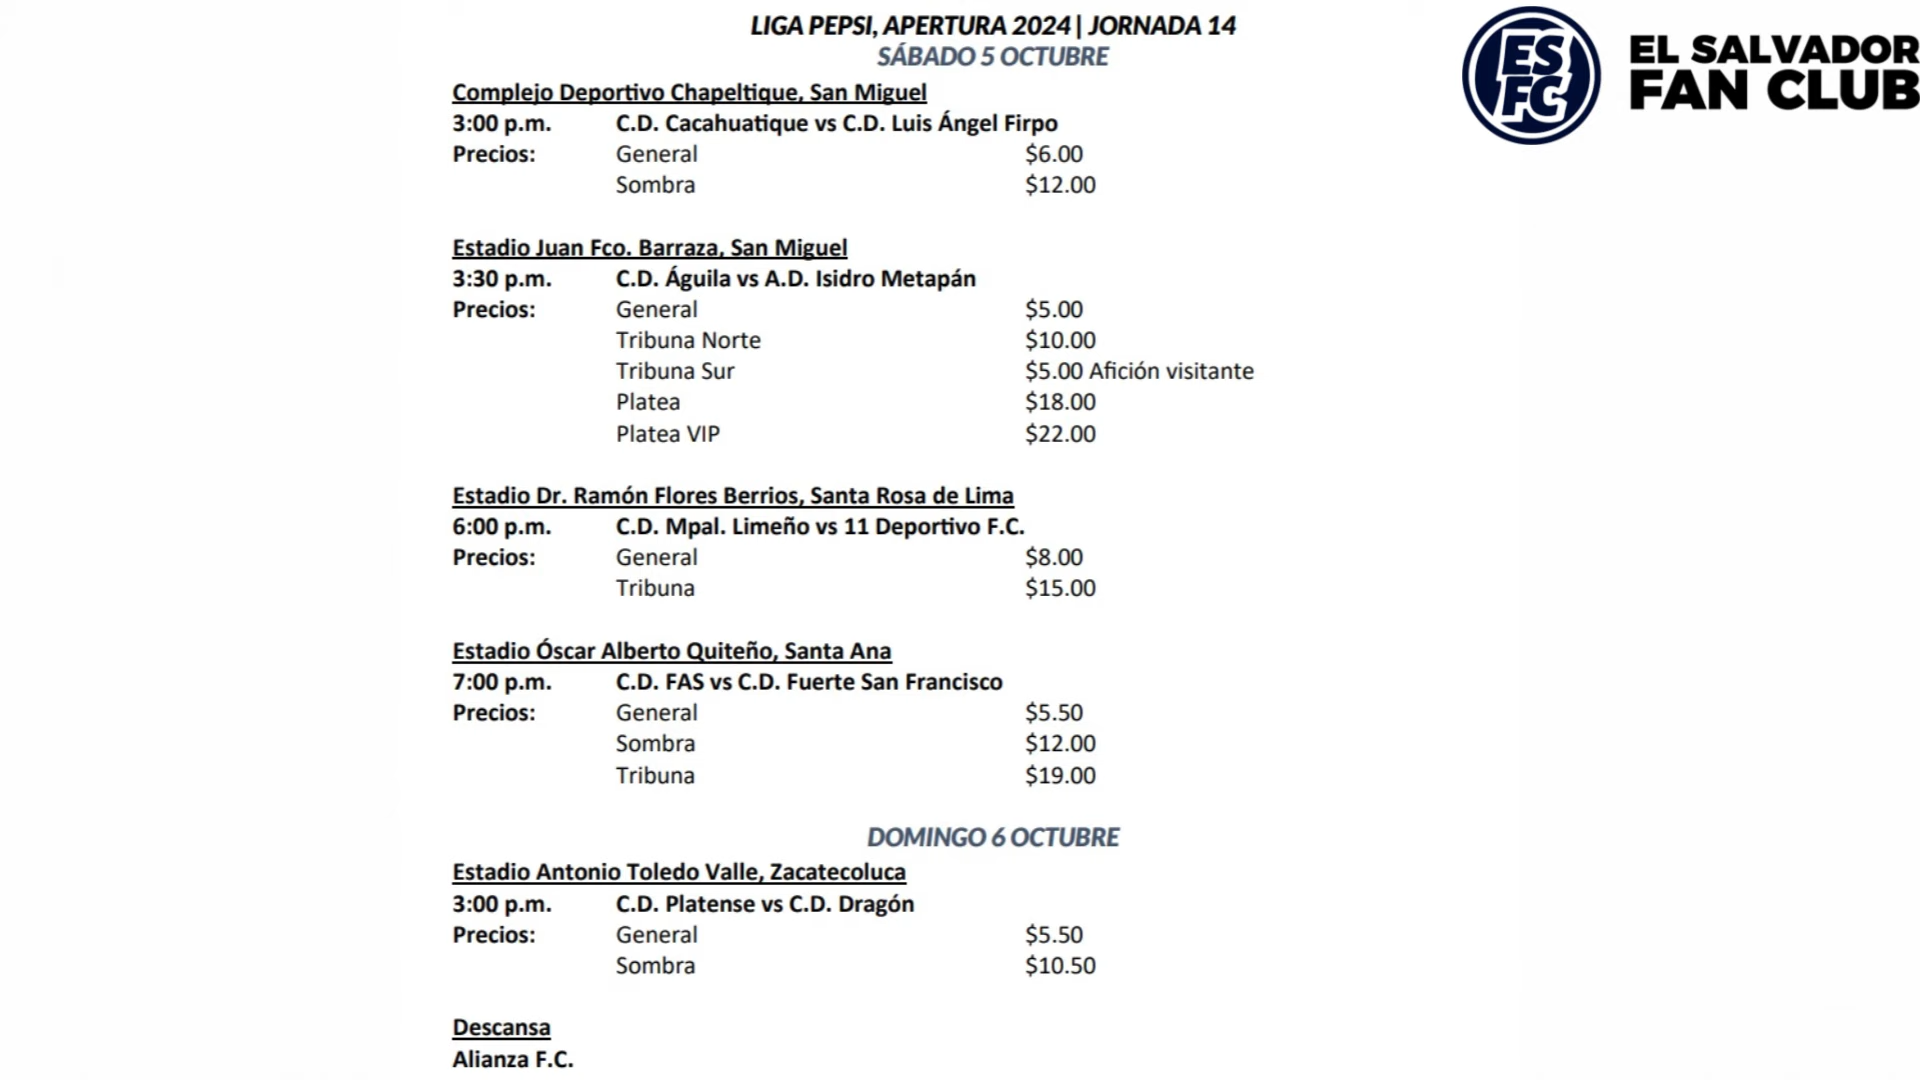 LIGA PEPSI, APERTURA 2024| JORNADA 14
SÁBADO 5 OCTUBRE
ES
FC
EL SALVADOR
FAN CLUB
Complejo Deportivo Chapeltique, San Miguel
3:00 p.m. C.D. Cacahuatique vs C.D. Luis Ángel Firpo
Precios: General $6.00
Sombra $12.00
Estadio Juan Fco. Barraza, San Miguel
3:30 p.m. C.D. Águila vs A.D. Isidro Metapán
Precios: General $5.00
Tribuna Norte $10.00
Tribuna Sur $5.00 Afición visitante
Platea $18.00
Platea VIP $22.00
Estadio Dr. Ramón Flores Berrios, Santa Rosa de Lima
6:00 p.m. C.D. Mpal. Limeño vs 11 Deportivo F.C.
Precios: General $8.00
Tribuna $15.00
Estadio Óscar Alberto Quiteño, Santa Ana
7:00 p.m. C.D. FAS vs C.D. Fuerte San Francisco
Precios: General $5.50
Sombra $12.00
Tribuna $19.00
DOMINGO 6 OCTUBRE
Estadio Antonio Toledo Valle, Zacatecoluca
3:00 p.m. C.D. Platense vs C.D. Dragón
Precios: General $5.50
Sombra $10.50
Descansa
Alianza F.C.